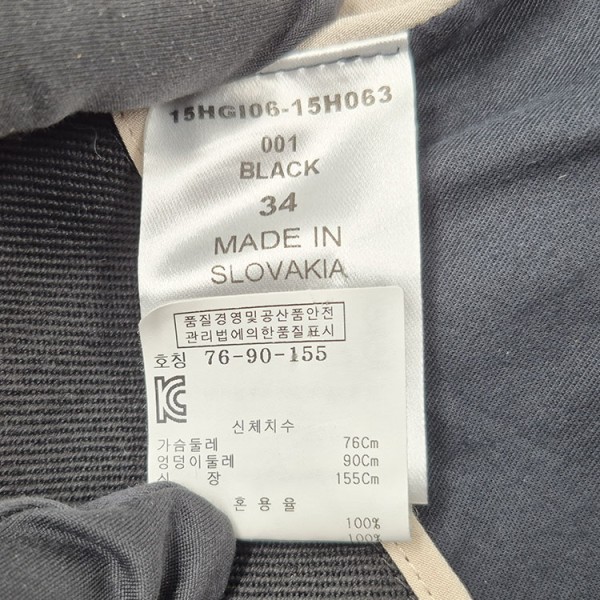 15HGI06-15H063
001
BLACK
34
MADE IN
SLOVAKIA
품질경영및공산품안전
관리법에의한품질표시
호칭 76-90-155
신체치수
가슴둘레 76Cm
엉덩이둘레 90Cm
신 장 155Cm
혼용율
100%
100%